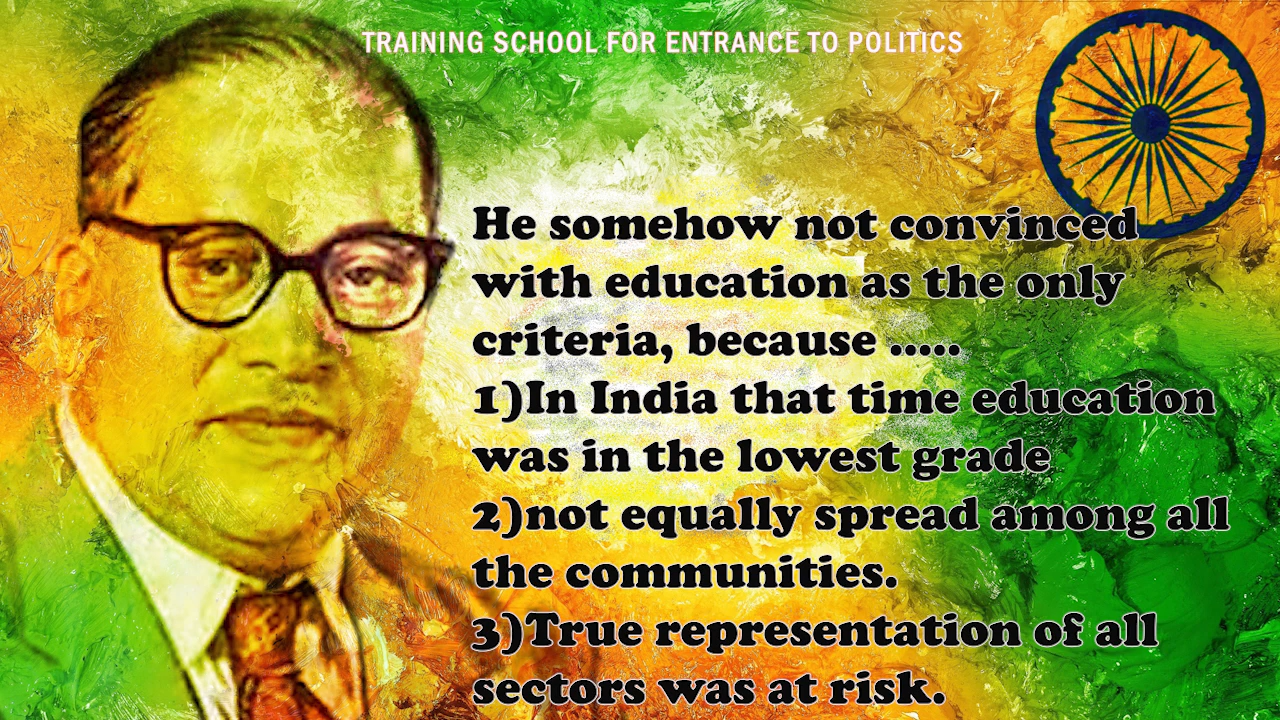 TRAINING SCHOOL FOR ENTRANCE TO POLITICS
He somehow not convinced
with education as the only
criteria, because .....
1)In India that time education
was in the lowest grade
2)not equally spread among all
the communities.
3)True representation of all
sectors was at risk.